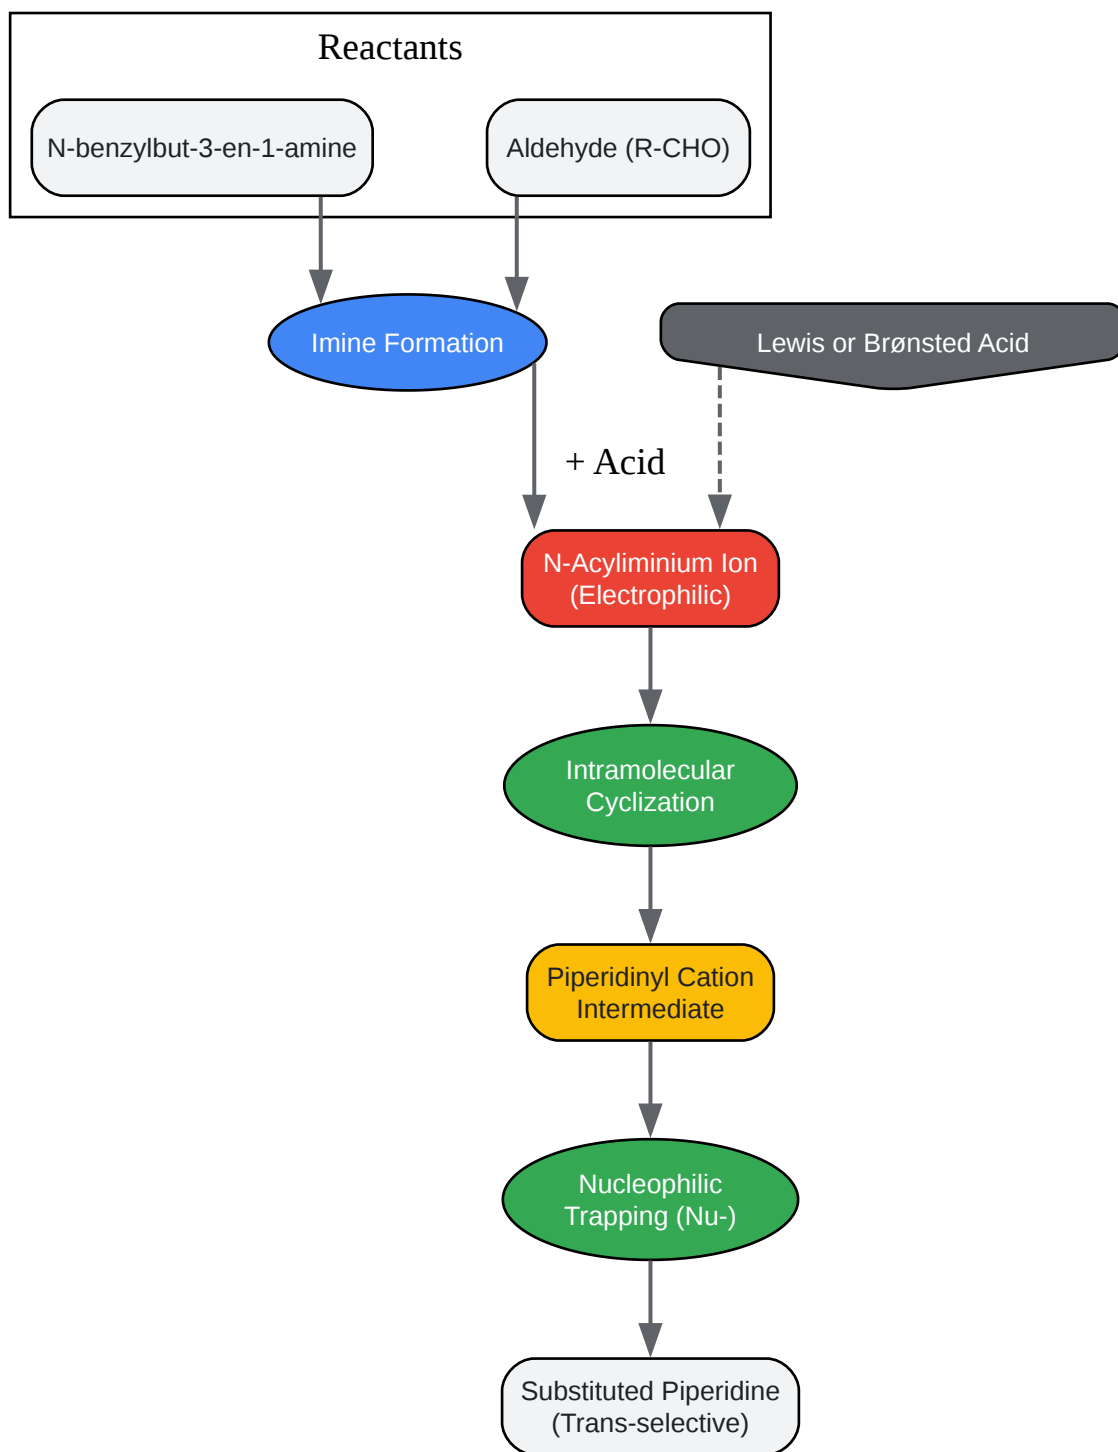 Reactants
N-benzylbut-3-en-1-amine
Aldehyde (R-CHO)
Imine Formation
Lewis or Brønsted Acid
+ Acid
N-Acyliminium Ion
(Electrophilic)
Intramolecular
Cyclization
Piperidinyl Cation
Intermediate
Nucleophilic
Trapping (Nu-)
Substituted Piperidine
(Trans-selective)